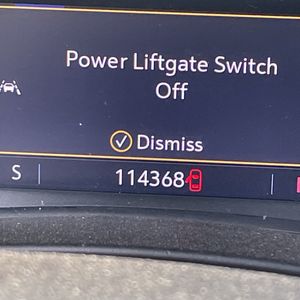 Power Liftgate Switch
Off
Dismiss
S 114368